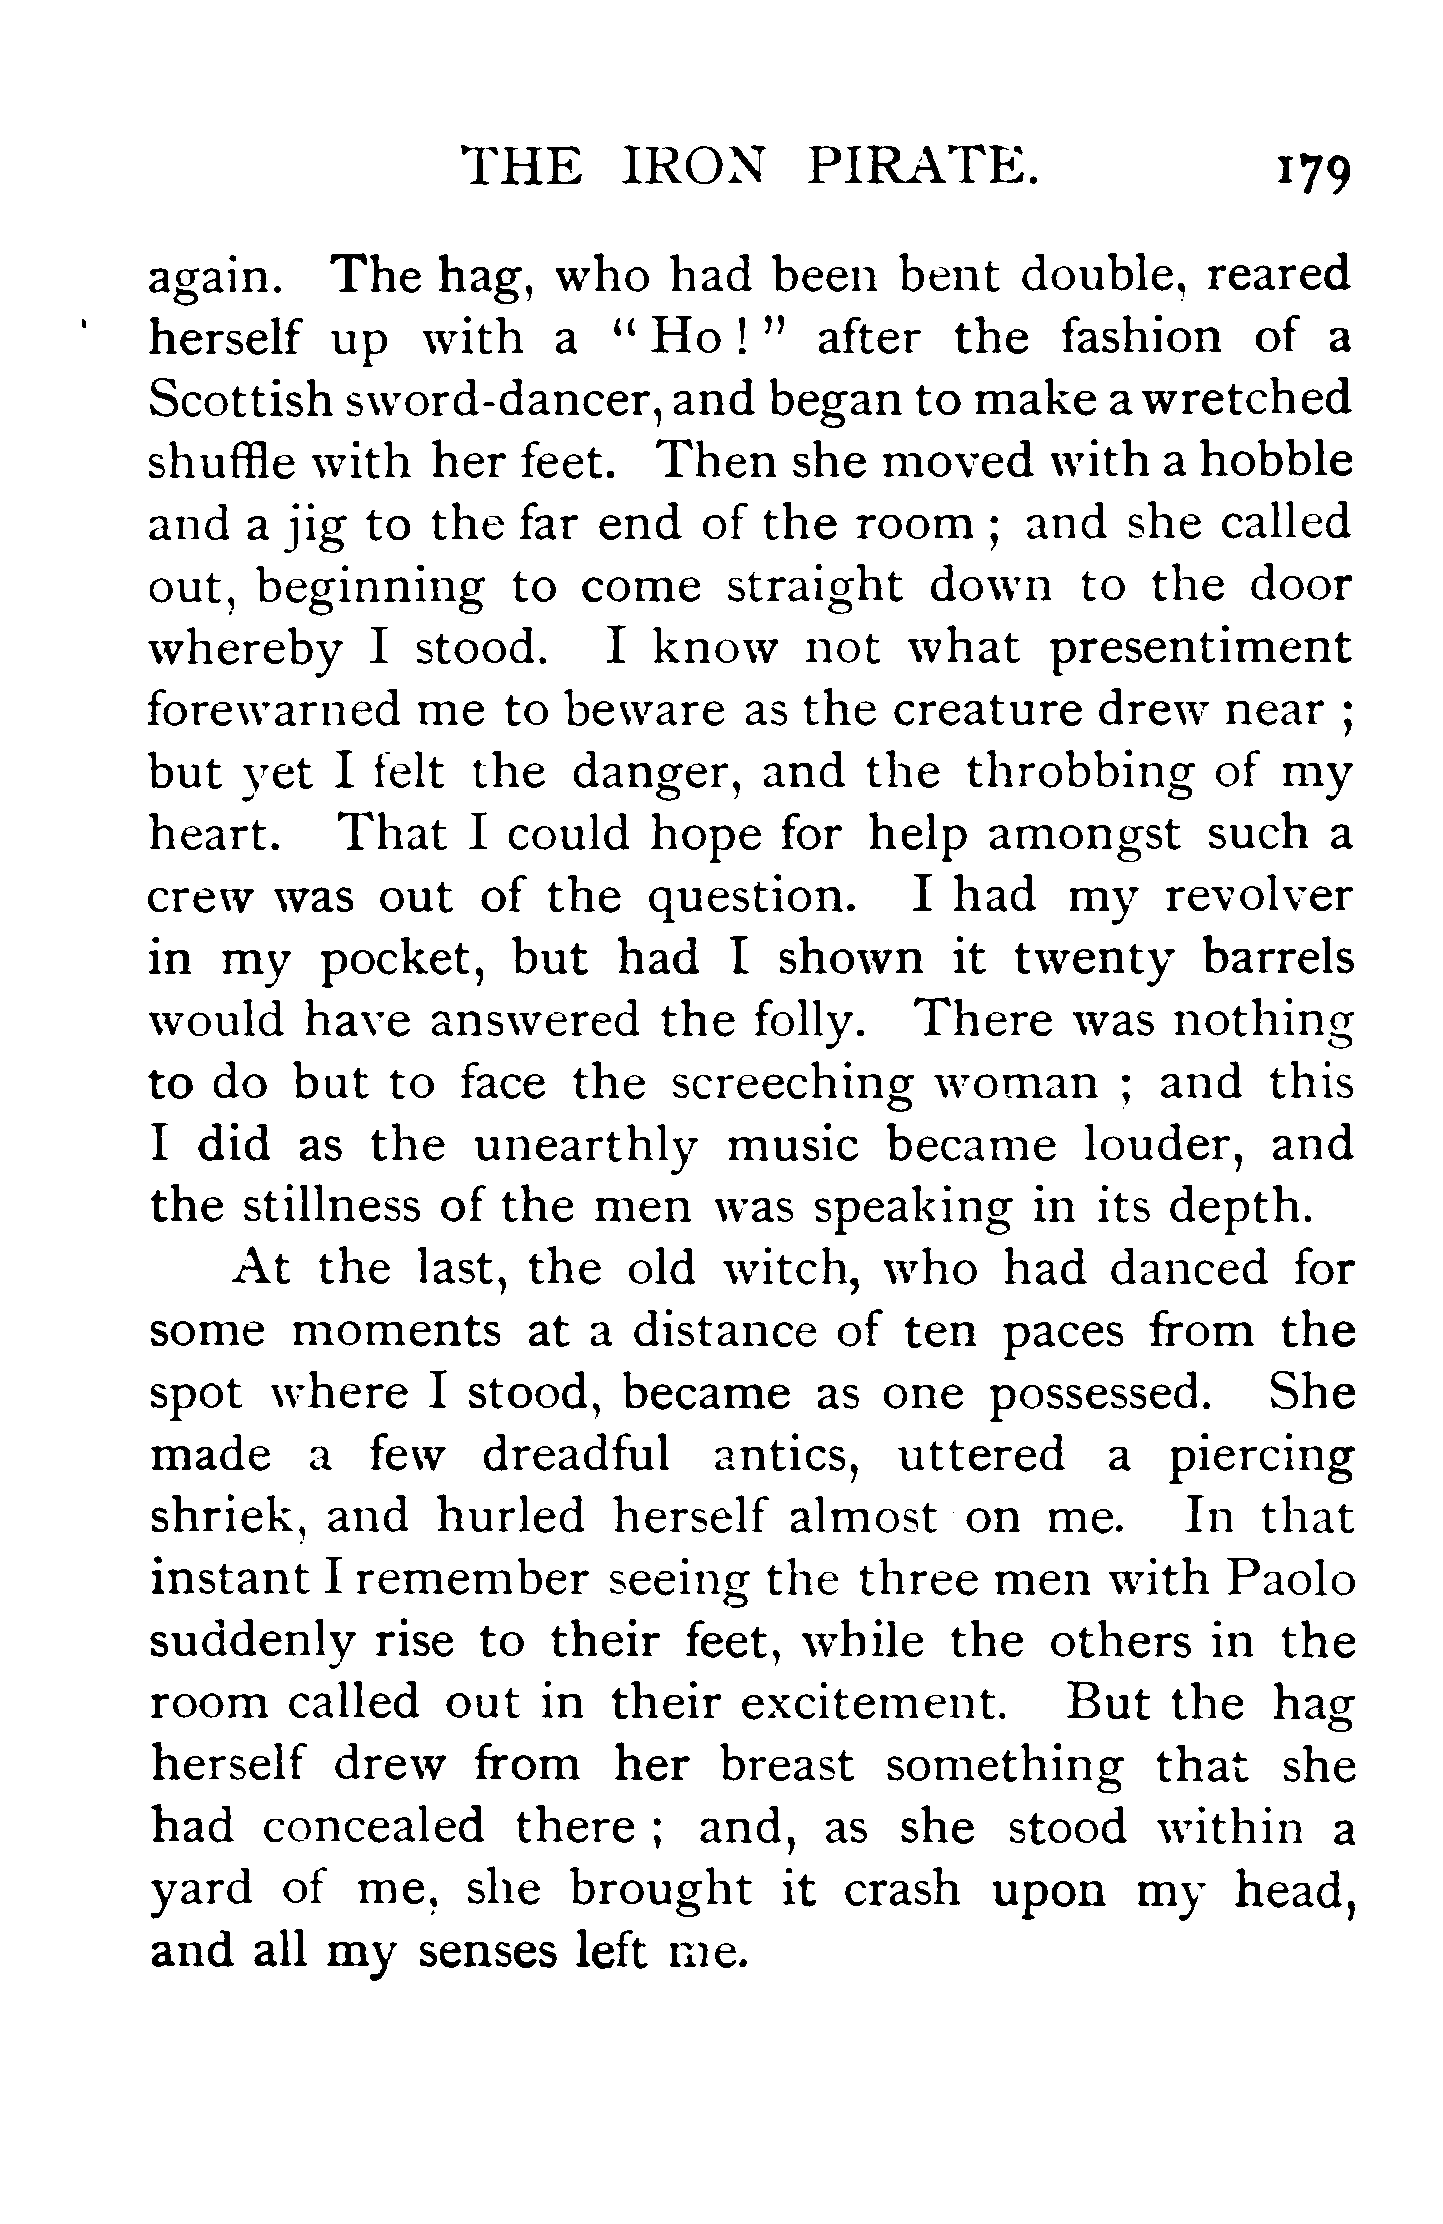 THE IRON PIRATE. 179
again. The hag, who had been bent double, reared
herself up with a “ Ho ! ” after the fashion of a
Scottish sword-dancer, and began to make a wretched
shuffle with her feet. Then she moved with a hobble
and a jig to the far end of the room ; and she called
out, beginning to come straight down to the door
whereby I stood. I know not what presentiment
forewarned me to beware as the creature drew near ;
but yet I felt the danger, and the throbbing of my
heart. That I could hope for help amongst such a
crew was out of the question. I had my revolver
in my pocket, but had I shown it twenty barrels
would have answered the folly. There was nothing
to do but to face the screeching woman ; and this
I did as the unearthly music became louder, and
the stillness of the men was speaking in its depth.
At the last, the old witch, who had danced for
some moments at a distance of ten paces from the
spot where I stood, became as one possessed. She
made a few dreadful antics, uttered a piercing
shriek, and hurled herself almost on me. In that
instant I remember seeing the three men with Paolo
suddenly rise to their feet, while the others in the
room called out in their excitement. But the hag
herself drew from her breast something that she
had concealed there ; and, as she stood within a
yard of me, she brought it crash upon my head,
and all my senses left me.